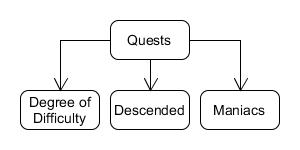 Quests
Degree of
Difficulty
Descended
Maniacs